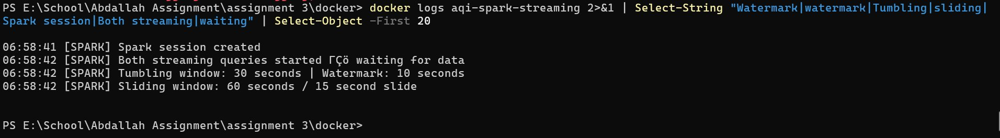 PS E:\School\Abdallah Assignment\assignment 3\docker> docker logs aqi-spark-streaming 2>&1 | Select-String "Watermark|watermark|Tumbling|sliding|
Spark session|Both streaming|waiting" | Select-Object -First 20
06:58:41 [SPARK] Spark session created
06:58:42 [SPARK] Both streaming queries started ΓÇö waiting for data
06:58:42 [SPARK] Tumbling window: 30 seconds | Watermark: 10 seconds
06:58:42 [SPARK] Sliding window: 60 seconds / 15 second slide
PS E:\School\Abdallah Assignment\assignment 3\docker>